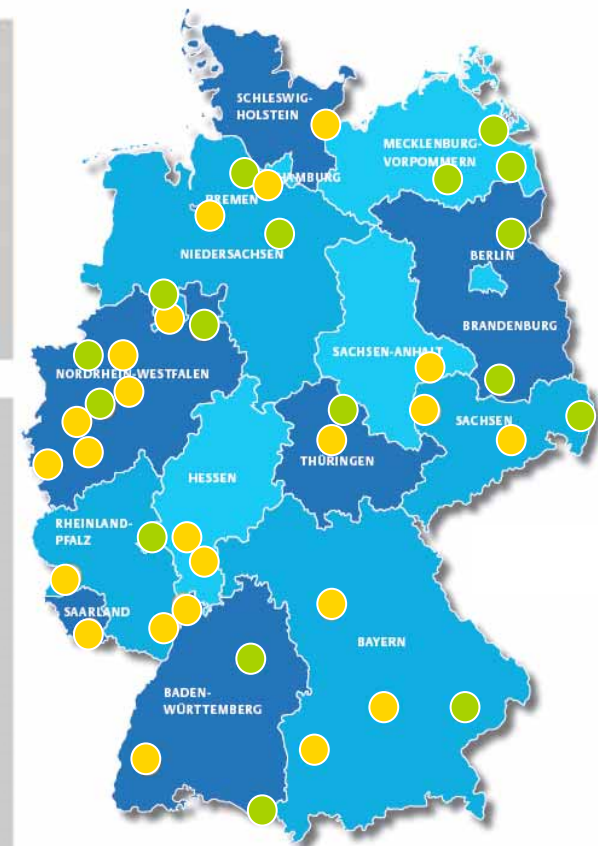 SCHLESWIG-
HOLSTEIN
MECKLENBURG-
VORPOMMERN
HAMBURG
BREMEN
NIEDERSACHSEN
BERLIN
BRANDENBURG
SACHSEN-ANHALT
NORDRHEIN-WESTFALEN
SACHSEN
THÜRINGEN
HESSEN
RHEINLAND-
PFALZ
SAARLAND
BAYERN
BADEN-
WÜRTTEMBERG